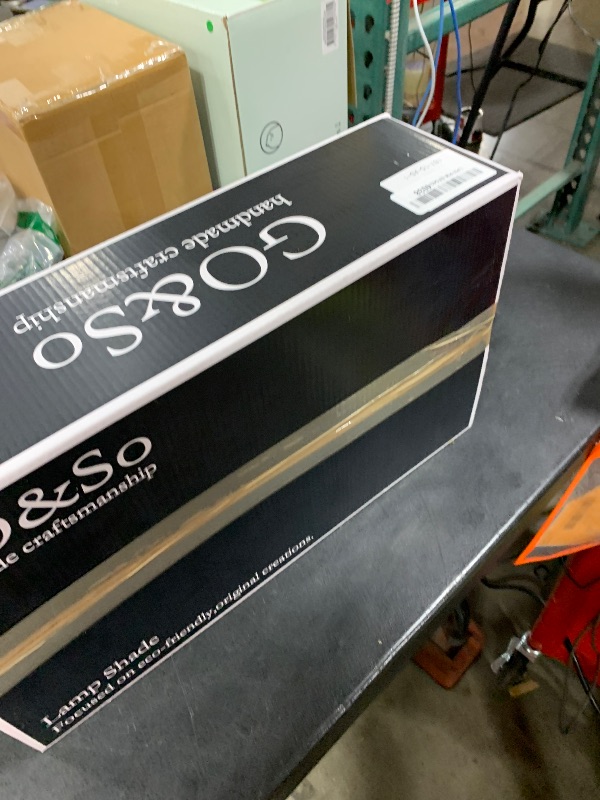 GO&So
handmade craftsmanship
o&So
craftsmanship
Lamp Shade
Focused on eco-friendly,original creations.